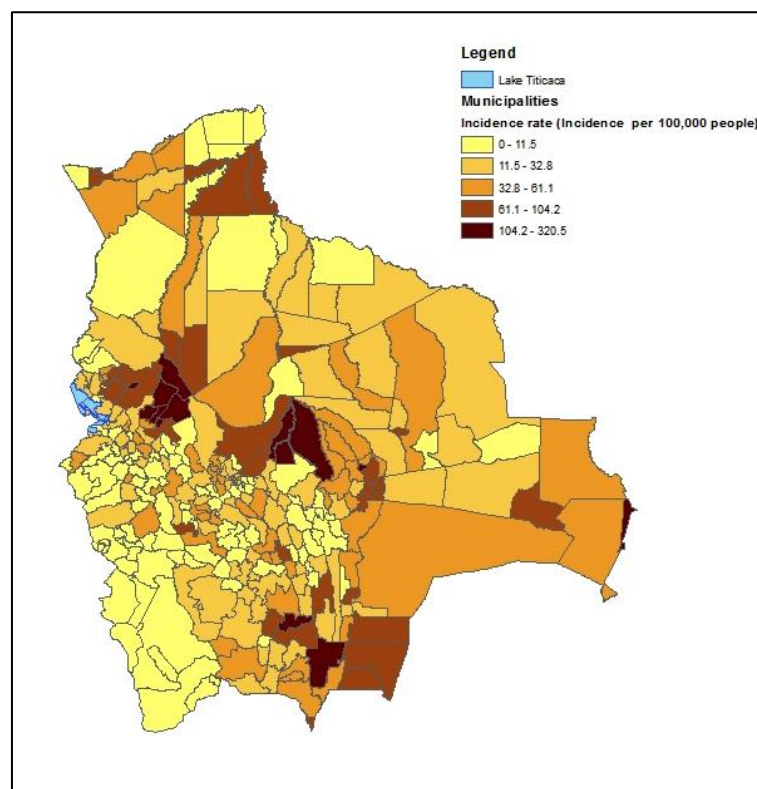 Legend
Lake Titicaca
Municipalities
Incidence rate (Incidence per 100,000 people)
0 - 11.5
11.5 - 32.8
32.8 - 61.1
61.1 - 104.2
104.2 - 320.5